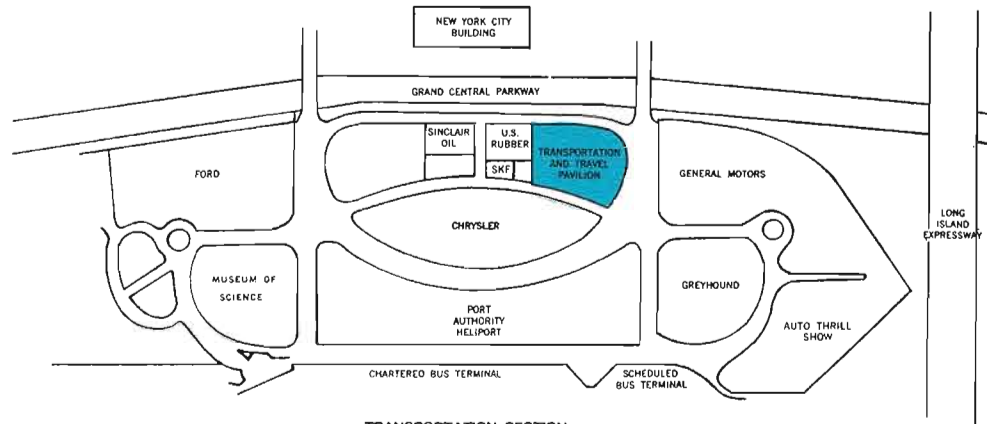 NEW YORK CITY
BUILDING
GRAND CENTRAL PARKWAY
SINCLAIR
OIL
U.S.
RUBBER
SKF
TRANSPORTATION
AND TRAVEL
PAVILION
FORD
GENERAL MOTORS
CHRYSLER
LONG
ISLAND
EXPRESSWAY
MUSEUM OF
SCIENCE
GREYHOUND
PORT
AUTHORITY
HELIPORT
AUTO THRILL
SHOW
CHARTERED BUS TERMINAL
SCHEDULED
BUS TERMINAL
TRANSPORTATION SECTION